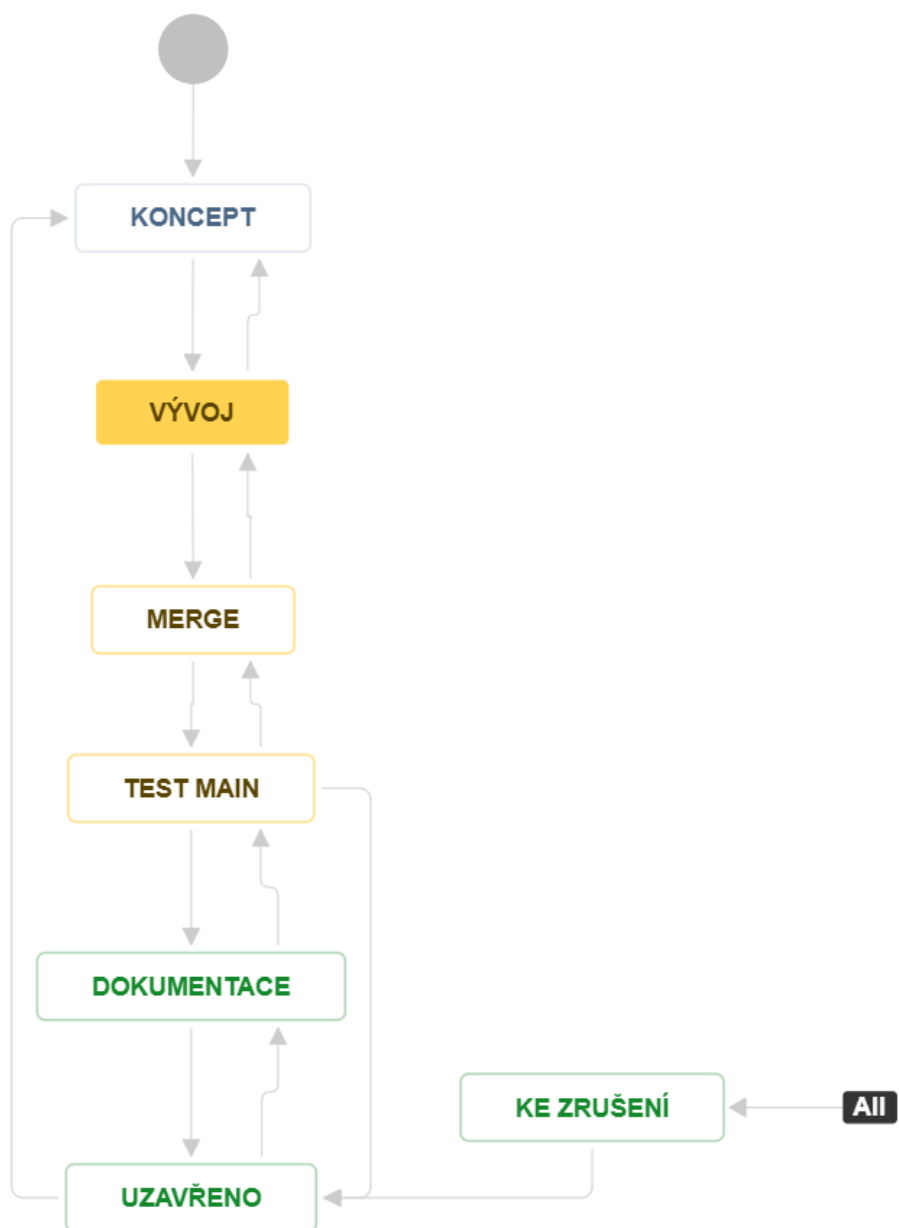 KONCEPT
VÝVOJ
MERGE
TEST MAIN
DOKUMENTACE
KE ZRUŠENÍ
All
UZAVŘENO